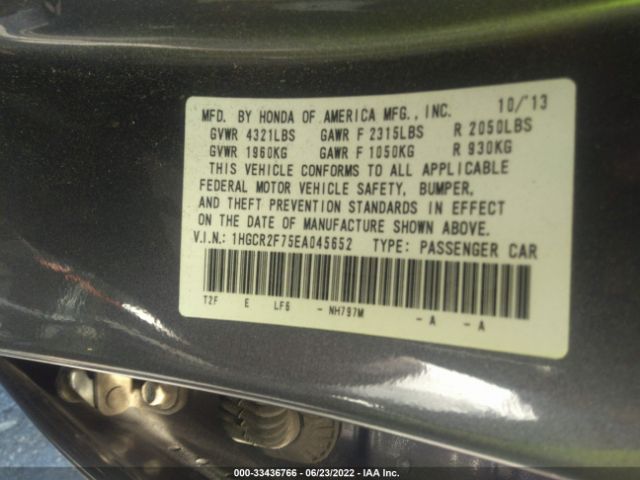 MFD. BY HONDA OF AMERICA MFG., INC. 10/'13
GVWR 4321LBS GAWR F 2315LBS R 2050LBS
GVWR 1960KG GAWR F 1050KG R 930KG
THIS VEHICLE CONFORMS TO ALL APPLICABLE
FEDERAL MOTOR VEHICLE SAFETY, BUMPER,
AND THEFT PREVENTION STANDARDS IN EFFECT
ON THE DATE OF MANUFACTURE SHOWN ABOVE.
V.I.N.: 1HGCR2F75EA045652 TYPE: PASSENGER CAR
T2F E LF6 - NH797M - A - A
000-33436766 - 06/23/2022 - IAA Inc.